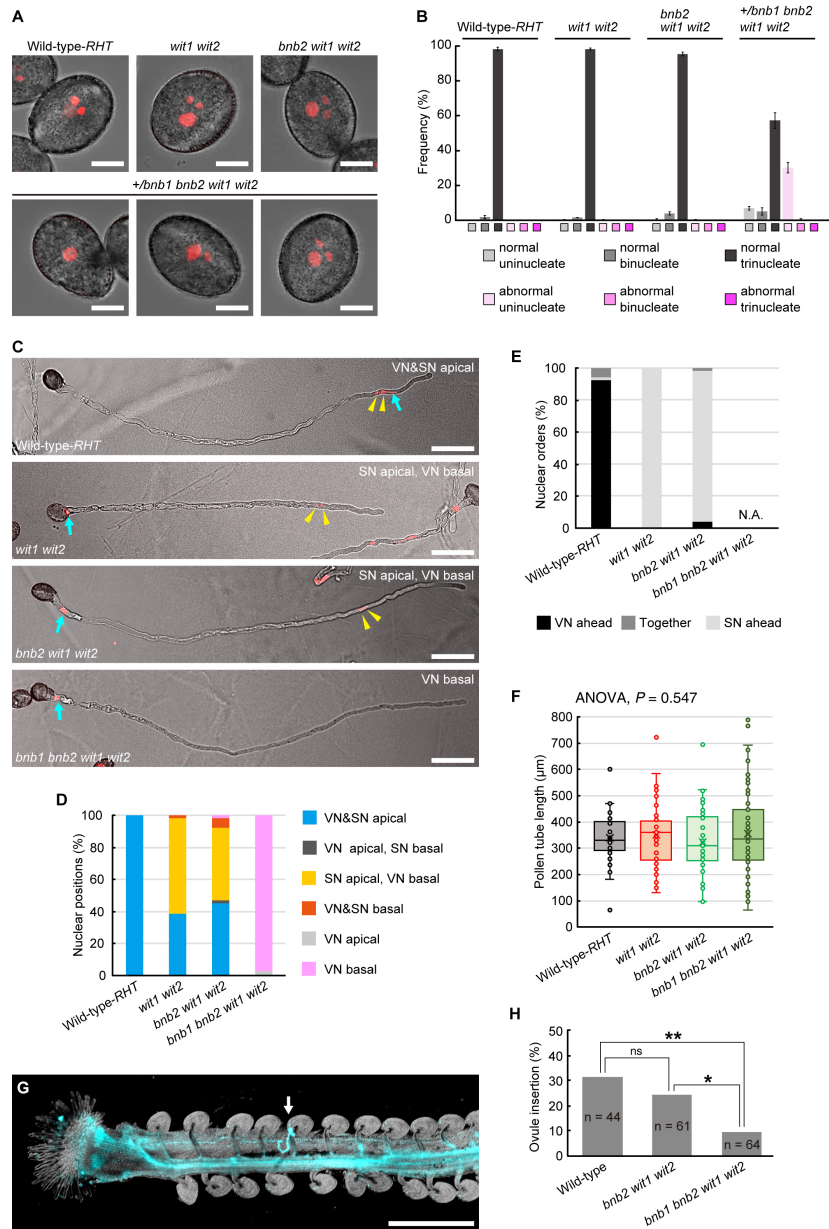 A
Wild-type-RHT
wit1 wit2
bnb2 wit1 wit2
+/bnb1 bnb2 wit1 wit2
B
Wild-type-RHT
wit1 wit2
bnb2
wit1 wit2
+/bnb1 bnb2
wit1 wit2
Frequency (%)
100
80
60
40
20
0
normal
uninucleate
normal
binucleate
normal
trinucleate
abnormal
uninucleate
abnormal
binucleate
abnormal
trinucleate
C
VN&SN apical
Wild-type-RHT
SN apical, VN basal
wit1 wit2
SN apical, VN basal
bnb2 wit1 wit2
VN basal
bnb1 bnb2 wit1 wit2
D
Nuclear positions (%)
100
80
60
40
20
0
Wild-type-RHT
wit1 wit2
bnb2 wit1 wit2
bnb1 bnb2 wit1 wit2
VN&SN apical
VN apical, SN basal
SN apical, VN basal
VN&SN basal
VN apical
VN basal
E
Nuclear orders (%)
100
80
60
40
20
0
N.A.
Wild-type-RHT
wit1 wit2
bnb2 wit1 wit2
bnb1 bnb2 wit1 wit2
VN ahead
Together
SN ahead
F
ANOVA, P = 0.547
Pollen tube length (μm)
800
700
600
500
400
300
200
100
0
Wild-type-RHT
wit1 wit2
bnb2 wit1 wit2
bnb1 bnb2 wit1 wit2
G
H
Ovule insertion (%)
50
40
30
20
10
0
**
ns
*
n = 44
n = 61
n = 64
Wild-type
bnb2 wit1 wit2
bnb1 bnb2 wit1 wit2